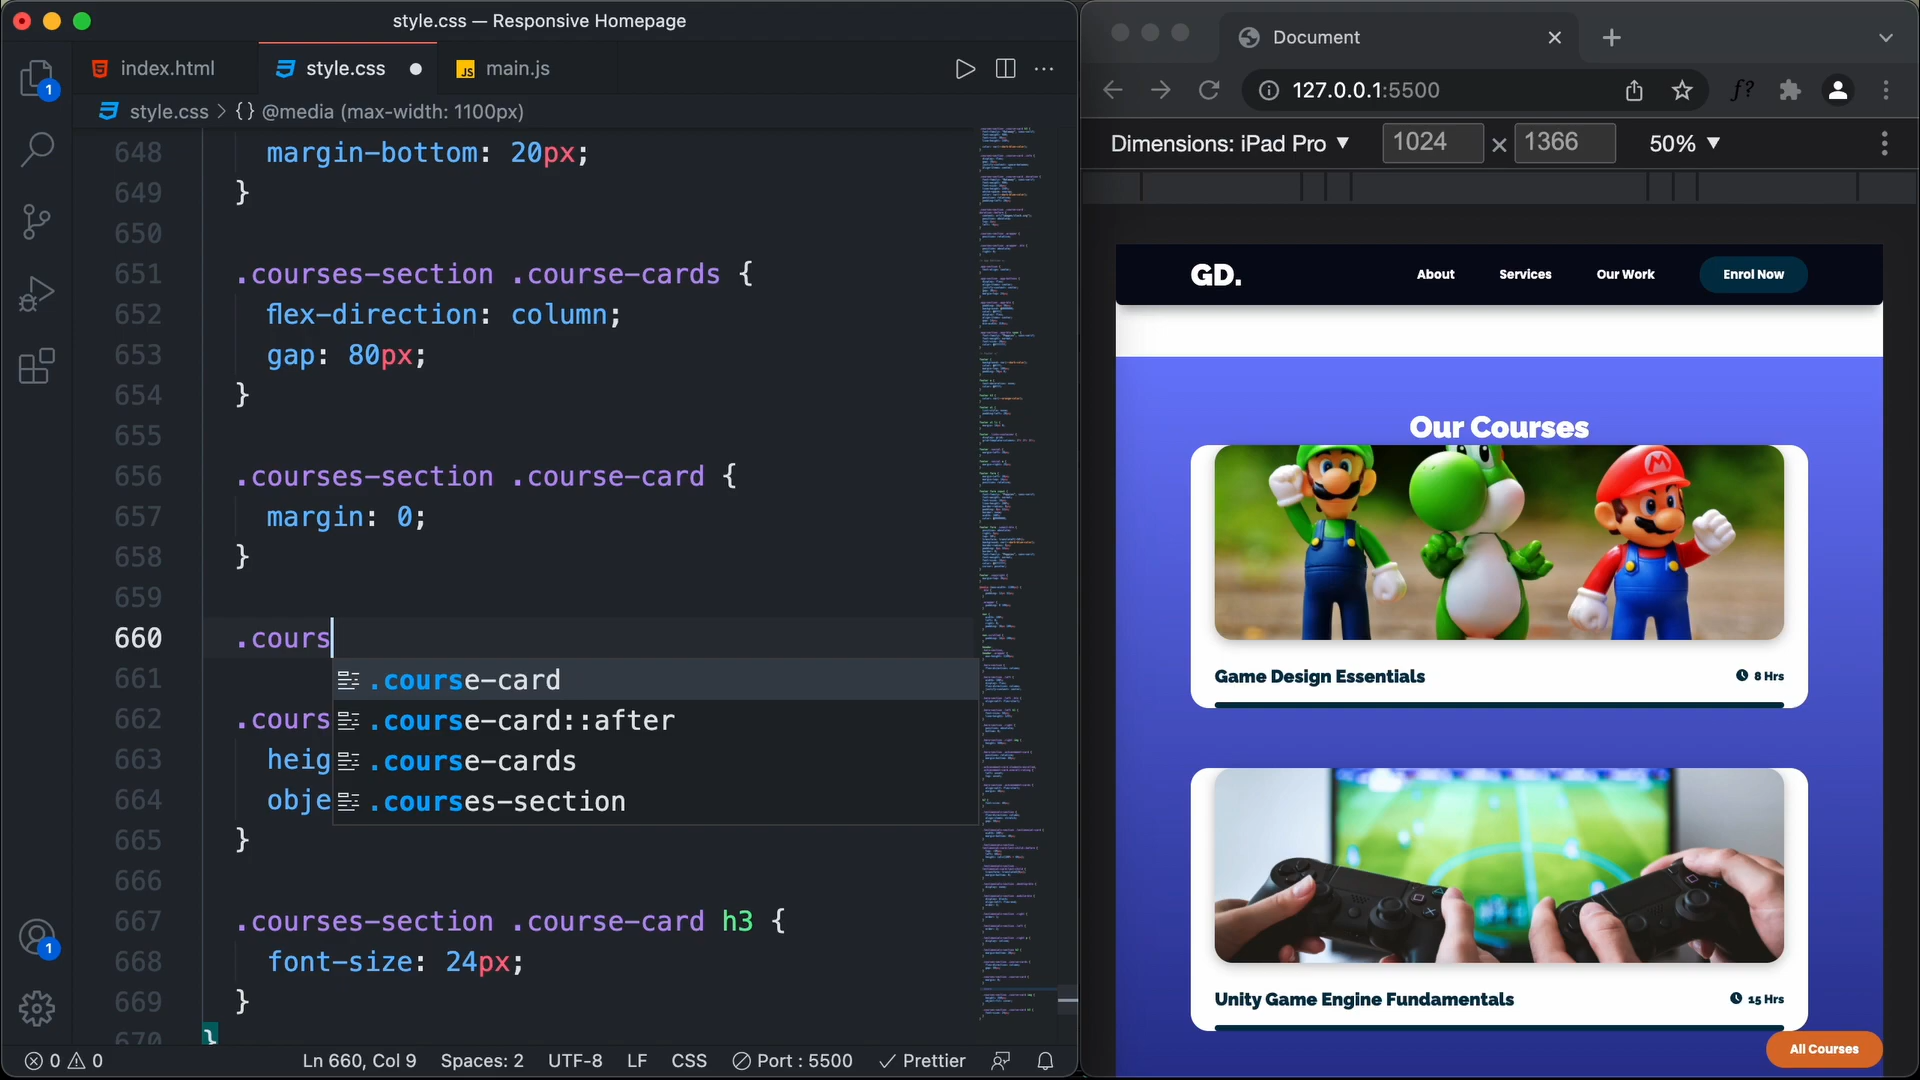 style.css — Responsive Homepage
index.html
style.css
main.js
style.css > {} @media (max-width: 1100px)
648 margin-bottom: 20px;
649 }
650
651 .courses-section .course-cards {
652 flex-direction: column;
653 gap: 80px;
654 }
655
656 .courses-section .course-card {
657 margin: 0;
658 }
659
660 .cours
661 .course-card
662 .cours .course-card::after
663 heig .course-cards
664 obje .courses-section
665 }
666
667 .courses-section .course-card h3 {
668 font-size: 24px;
669 }
670 }
1
1
0 0
Ln 660, Col 9 Spaces: 2 UTF-8 LF CSS Port : 5500 Prettier
Document
127.0.0.1:5500
f?
Dimensions: iPad Pro 1024 × 1366 50%
GD. About Services Our Work Enrol Now
Our Courses
M
Game Design Essentials 8 Hrs
Unity Game Engine Fundamentals 15 Hrs
All Courses